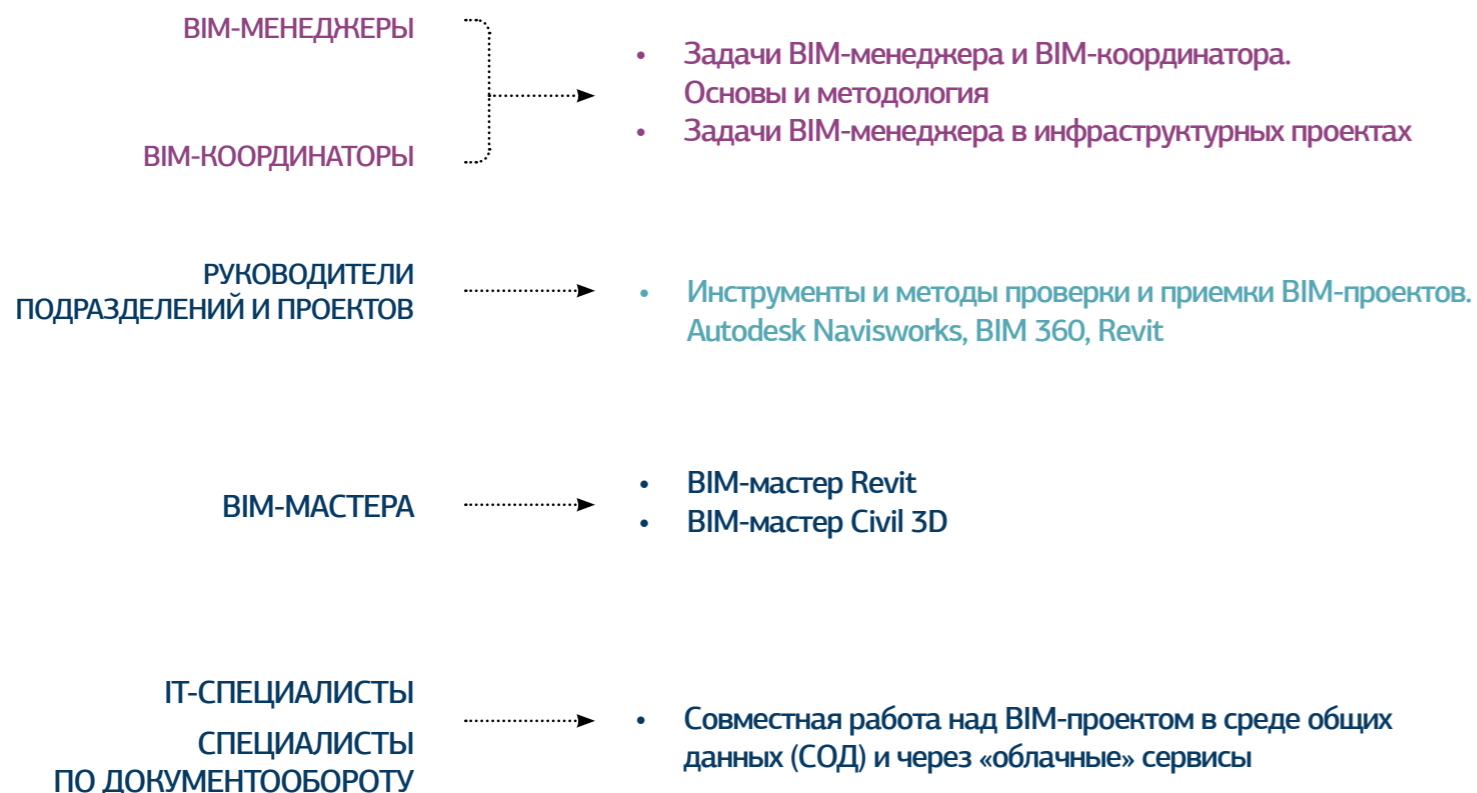 BIM-МЕНЕДЖЕРЫ
BIM-КООРДИНАТОРЫ
• Задачи BIM-менеджера и BIM-координатора.
Основы и методология
• Задачи BIM-менеджера в инфраструктурных проектах
РУКОВОДИТЕЛИ
ПОДРАЗДЕЛЕНИЙ И ПРОЕКТОВ
• Инструменты и методы проверки и приемки BIM-проектов.
Autodesk Navisworks, BIM 360, Revit
BIM-МАСТЕРА
• BIM-мастер Revit
• BIM-мастер Civil 3D
IT-СПЕЦИАЛИСТЫ
СПЕЦИАЛИСТЫ
ПО ДОКУМЕНТООБОРОТУ
• Совместная работа над BIM-проектом в среде общих
данных (СОД) и через «облачные» сервисы